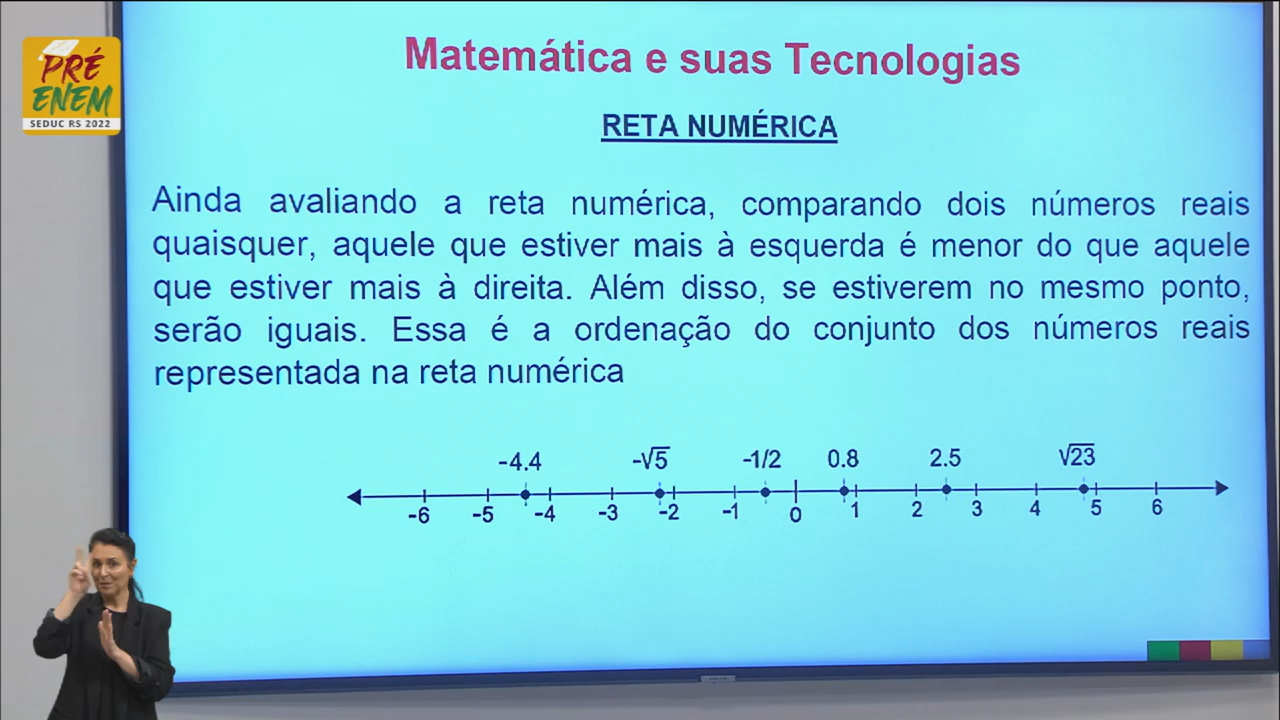 PRÉ
ENEM
SEDUC RS 2022
Matemática e suas Tecnologias
RETA NUMÉRICA
Ainda avaliando a reta numérica, comparando dois números reais
quaisquer, aquele que estiver mais à esquerda é menor do que aquele
que estiver mais à direita. Além disso, se estiverem no mesmo ponto,
serão iguais. Essa é a ordenação do conjunto dos números reais
representada na reta numérica
-4.4 -√5 -1/2 0.8 2.5 √23
-6 -5 -4 -3 -2 -1 0 1 2 3 4 5 6